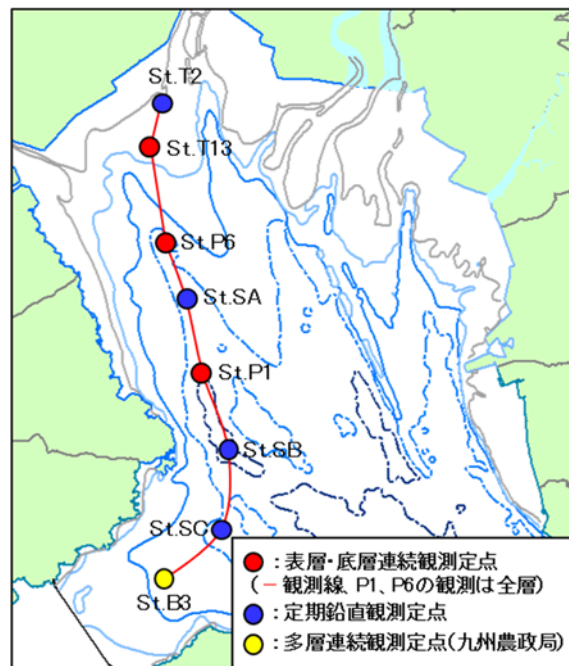 St.T2
St.T13
St.P6
St.SA
St.P1
St.SB
St.SC
St.B3
：表層・底層連続観測定点
(― 観測線、P1、P6の観測は全層)
：定期鉛直観測定点
：多層連続観測定点(九州農政局)